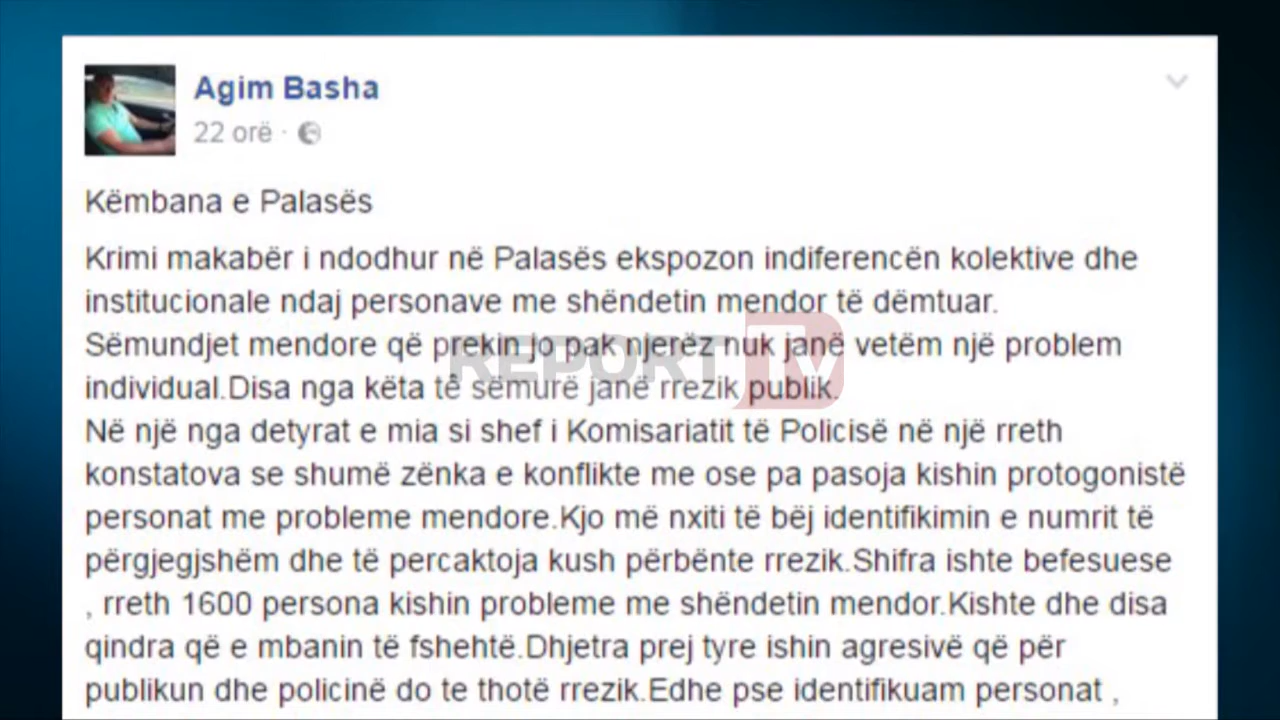 Agim Basha
22 orë ·
Këmbana e Palasës
Krimi makabër i ndodhur në Palasës ekspozon indiferencën kolektive dhe
institucionale ndaj personave me shëndetin mendor të dëmtuar.
Sëmundjet mendore që prekin jo pak njerëz nuk janë vetëm një problem
individual.Disa nga këta të sëmurë janë rrezik publik.
REPORT TV
Në një nga detyrat e mia si shef i Komisariatit të Policisë në një rreth
konstatova se shumë zënka e konflikte me ose pa pasoja kishin protogonistë
personat me probleme mendore.Kjo më nxiti të bëj identifikimin e numrit të
përgjegjshëm dhe të percaktoja kush përbënte rrezik.Shifra ishte befesuese
, rreth 1600 persona kishin probleme me shëndetin mendor.Kishte dhe disa
qindra që e mbanin të fshehtë.Dhjetra prej tyre ishin agresivë që për
publikun dhe policinë do te thotë rrezik.Edhe pse identifikuam personat ,